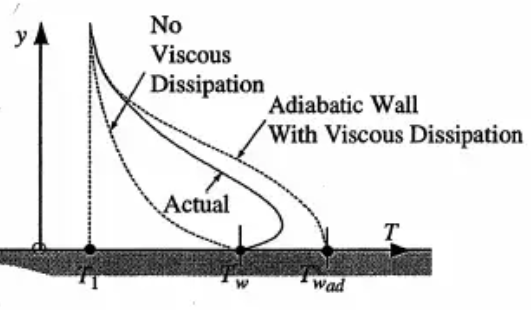 y
No
Viscous
Dissipation
Adiabatic Wall
With Viscous Dissipation
Actual
T
T1
Tw
Twad